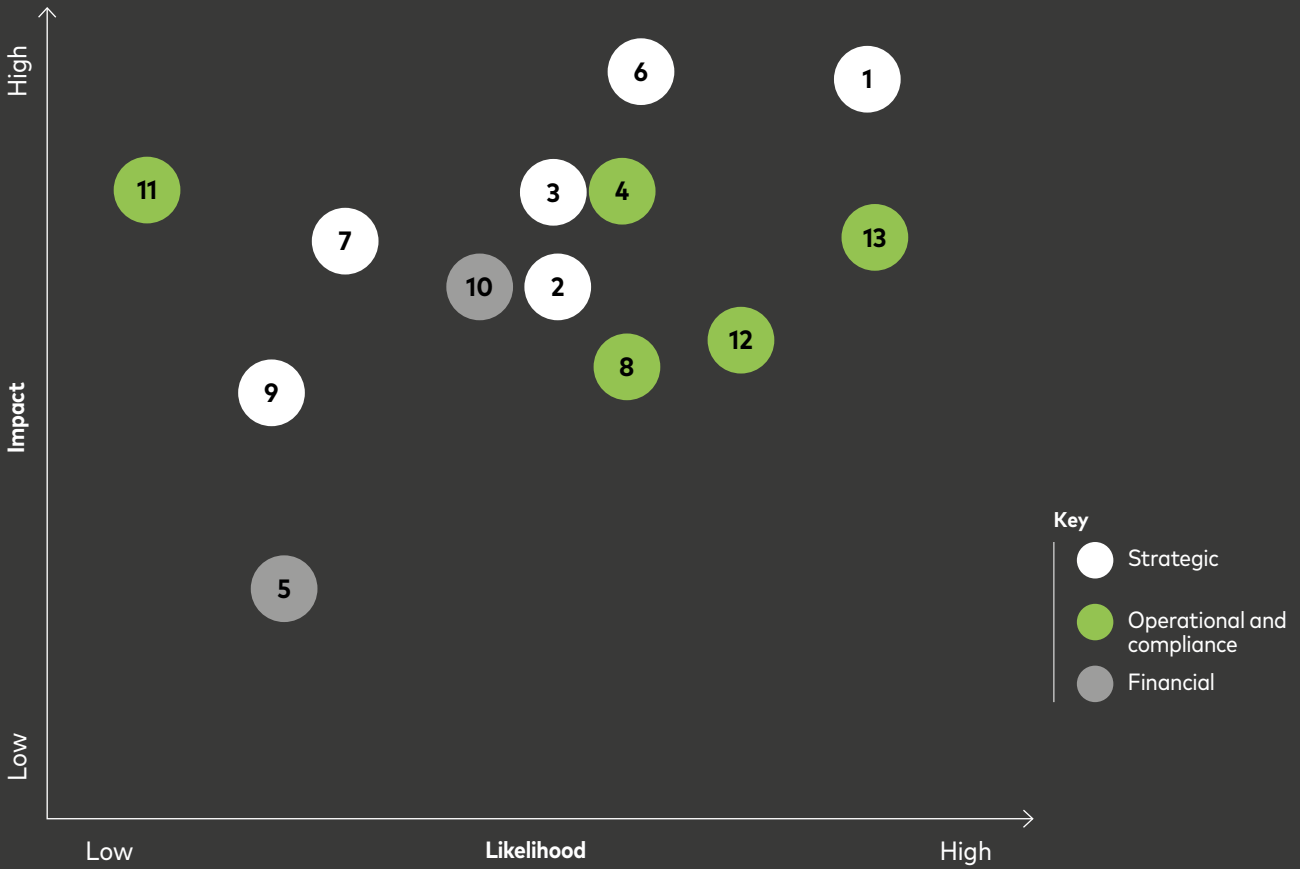 High
6
1
11
3
4
7
13
10
2
12
8
9
Impact
Key
Strategic
5
Operational and
compliance
Financial
Low
Low
Likelihood
High